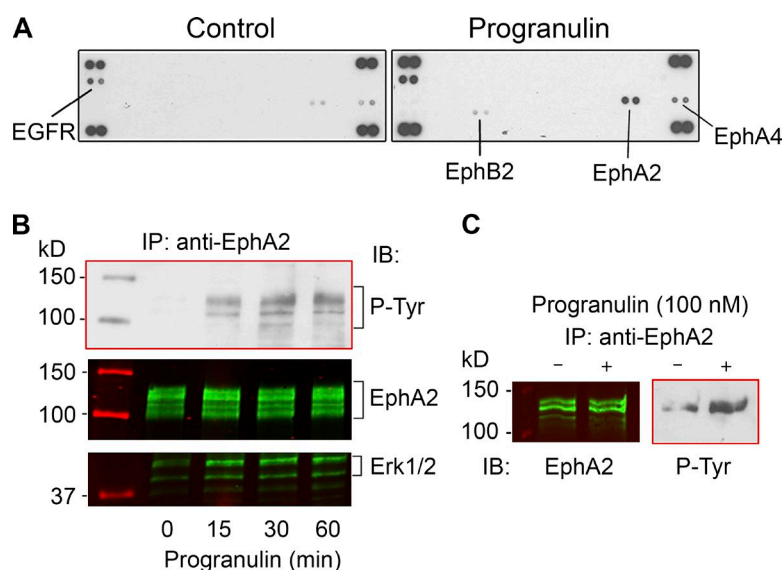 A
Control
Progranulin
EGFR
EphB2
EphA2
EphA4
B
kD
IP: anti-EphA2
IB:
150 -
100 -
P-Tyr
150 -
100 -
EphA2
Erk1/2
37 -
0 15 30 60
Progranulin (min)
C
Progranulin (100 nM)
IP: anti-EphA2
kD
– + – +
150 -
100 -
IB: EphA2 P-Tyr